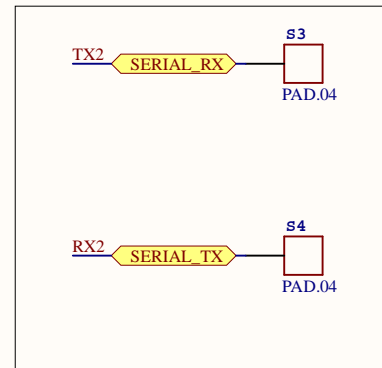 S3
TX2 SERIAL_RX
PAD.04
S4
RX2 SERIAL_TX
PAD.04